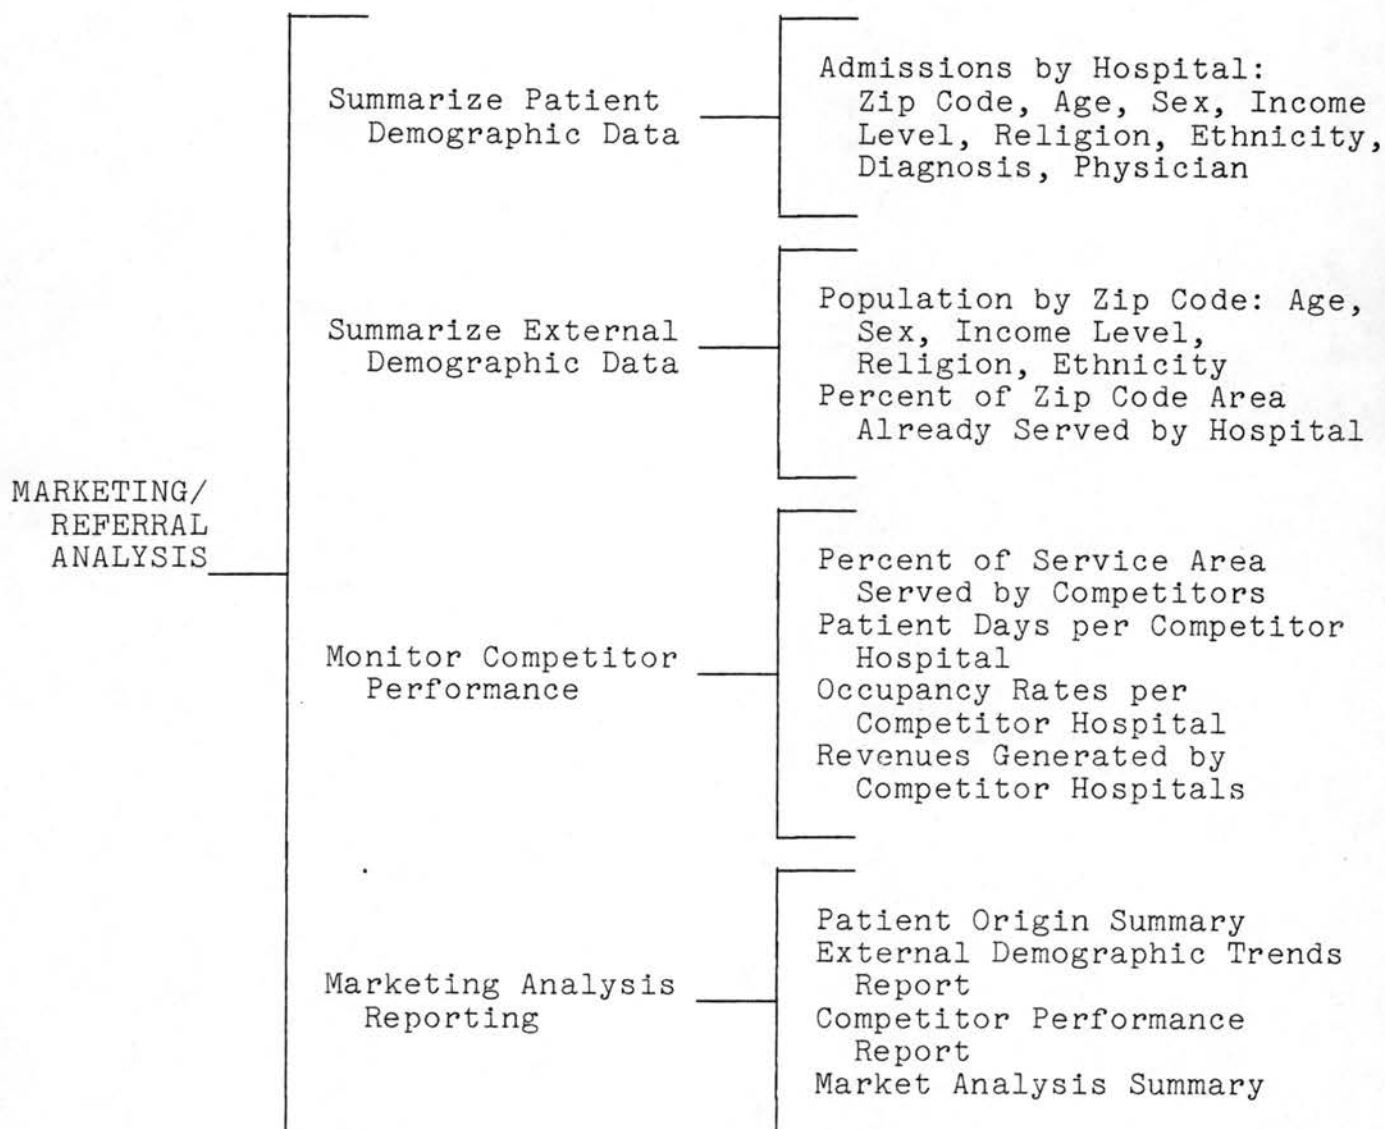 MARKETING/
REFERRAL
ANALYSIS
Summarize Patient
Demographic Data
Admissions by Hospital:
Zip Code, Age, Sex, Income
Level, Religion, Ethnicity,
Diagnosis, Physician
Summarize External
Demographic Data
Population by Zip Code: Age,
Sex, Income Level,
Religion, Ethnicity
Percent of Zip Code Area
Already Served by Hospital
Monitor Competitor
Performance
Percent of Service Area
Served by Competitors
Patient Days per Competitor
Hospital
Occupancy Rates per
Competitor Hospital
Revenues Generated by
Competitor Hospitals
Marketing Analysis
Reporting
Patient Origin Summary
External Demographic Trends
Report
Competitor Performance
Report
Market Analysis Summary